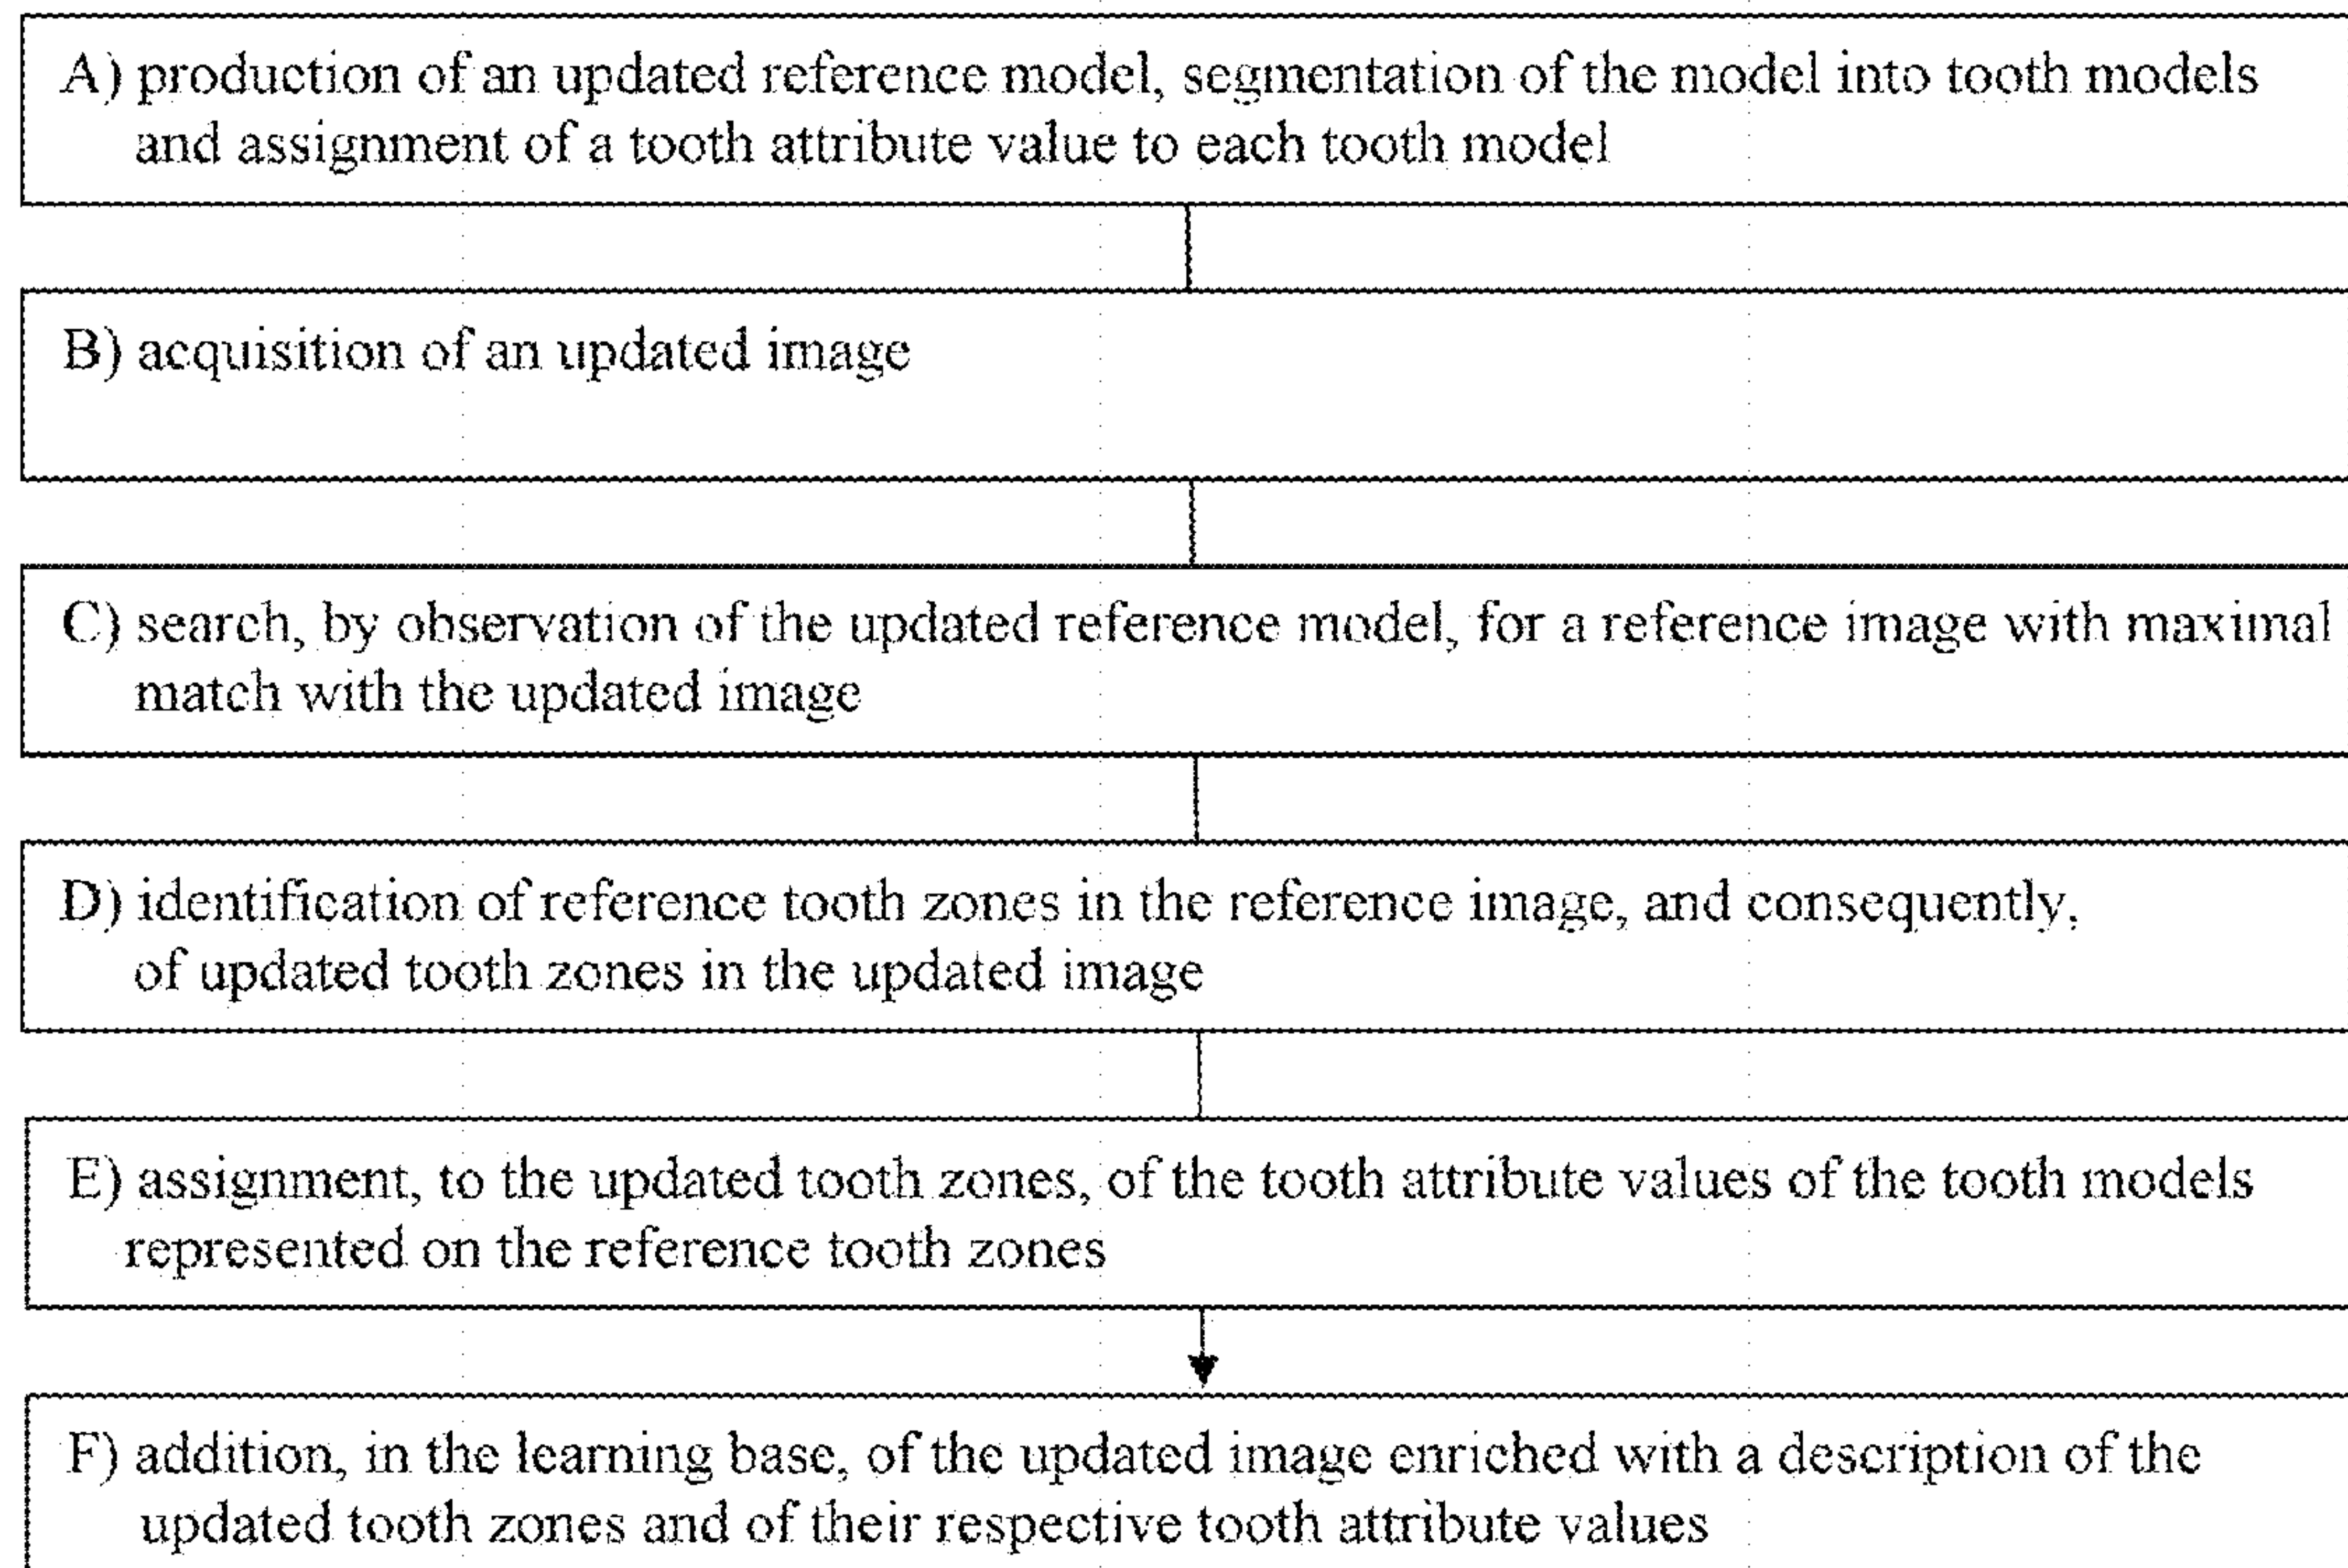 A) production of an updated reference model, segmentation of the model into tooth models
and assignment of a tooth attribute value to each tooth model
B) acquisition of an updated image
C) search, by observation of the updated reference model, for a reference image with maximal
match with the updated image
D) identification of reference tooth zones in the reference image, and consequently,
of updated tooth zones in the updated image
E) assignment, to the updated tooth zones, of the tooth attribute values of the tooth models
represented on the reference tooth zones
F) addition, in the learning base, of the updated image enriched with a description of the
updated tooth zones and of their respective tooth attribute values